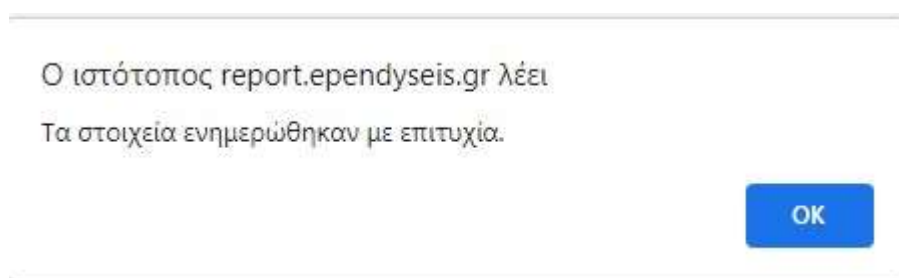 Ο ιστότοπος report.ependyseis.gr λέει
Τα στοιχεία ενημερώθηκαν με επιτυχία.
OK